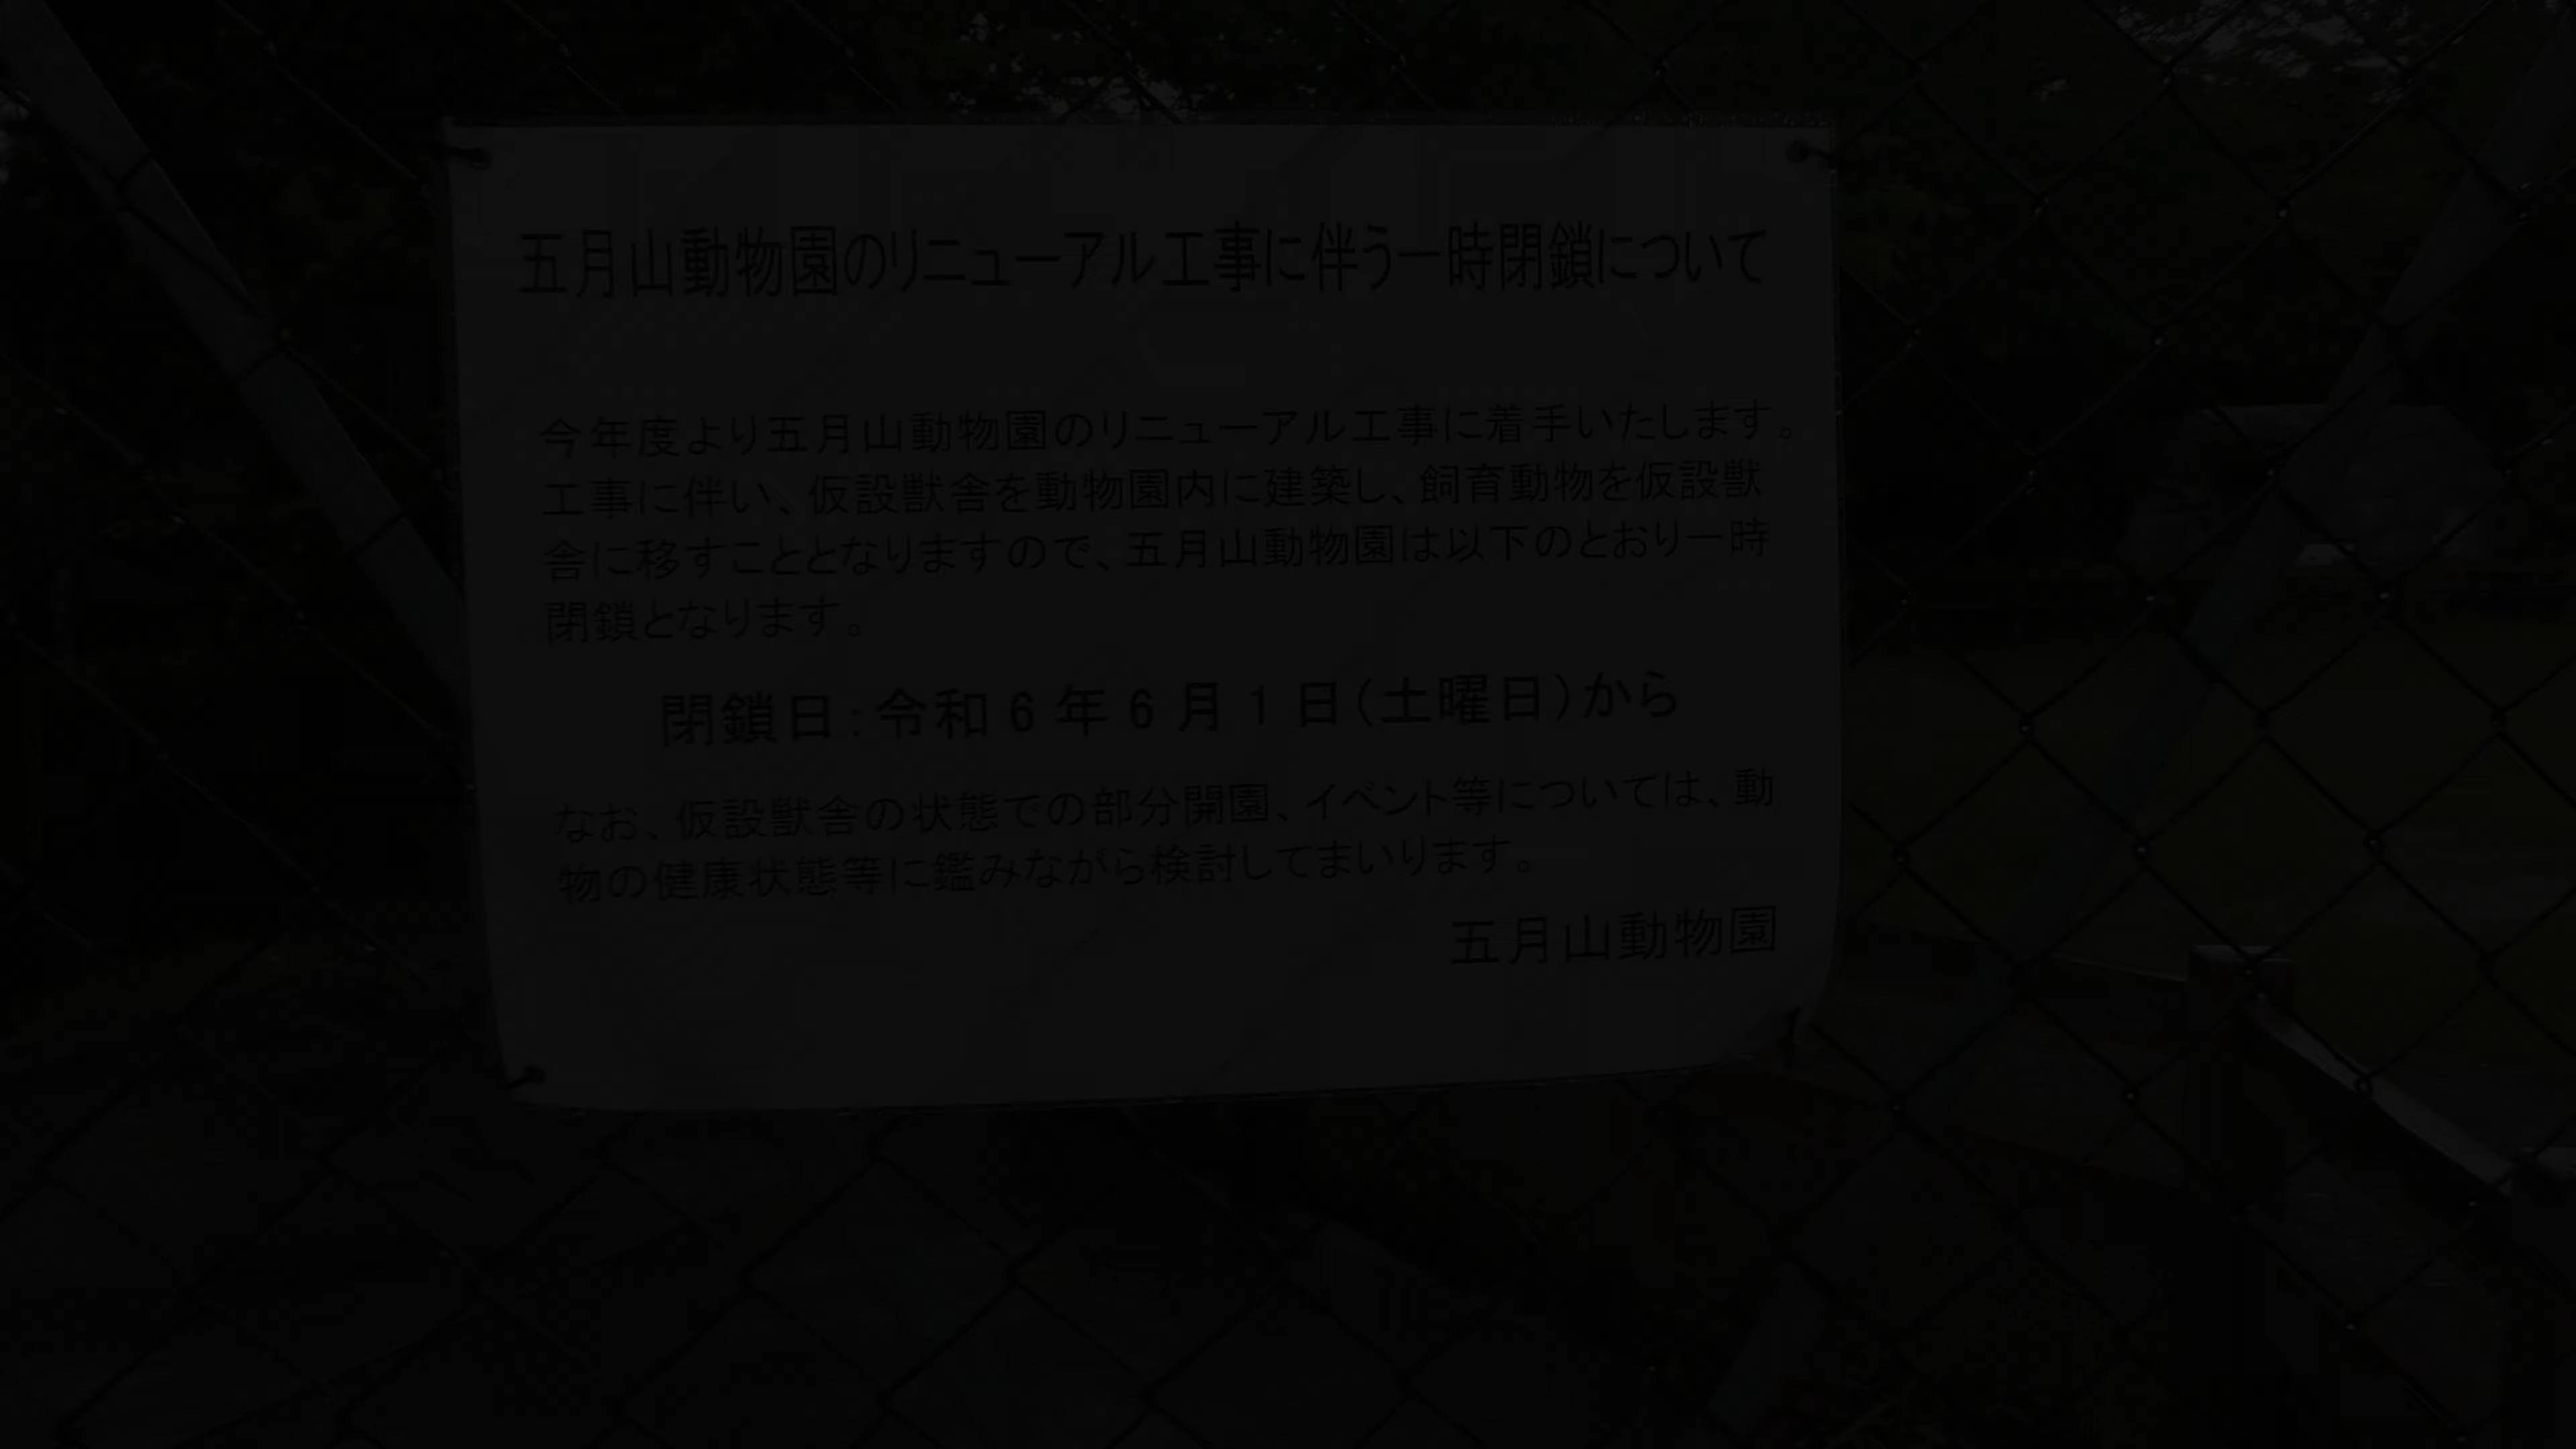 五月山動物園のリニューアル工事に伴う一時閉鎖について
今年度より五月山動物園のリニューアル工事に着手いたします。
工事に伴い、仮設獣舎を動物園内に建築し、飼育動物を仮設獣
舎に移すこととなりますので、五月山動物園は以下のとおり一時
閉鎖となります。
閉鎖日：令和6年6月1日（土曜日）から
なお、仮設獣舎の状態での部分開園、イベント等については、動
物の健康状態等に鑑みながら検討してまいります。
五月山動物園